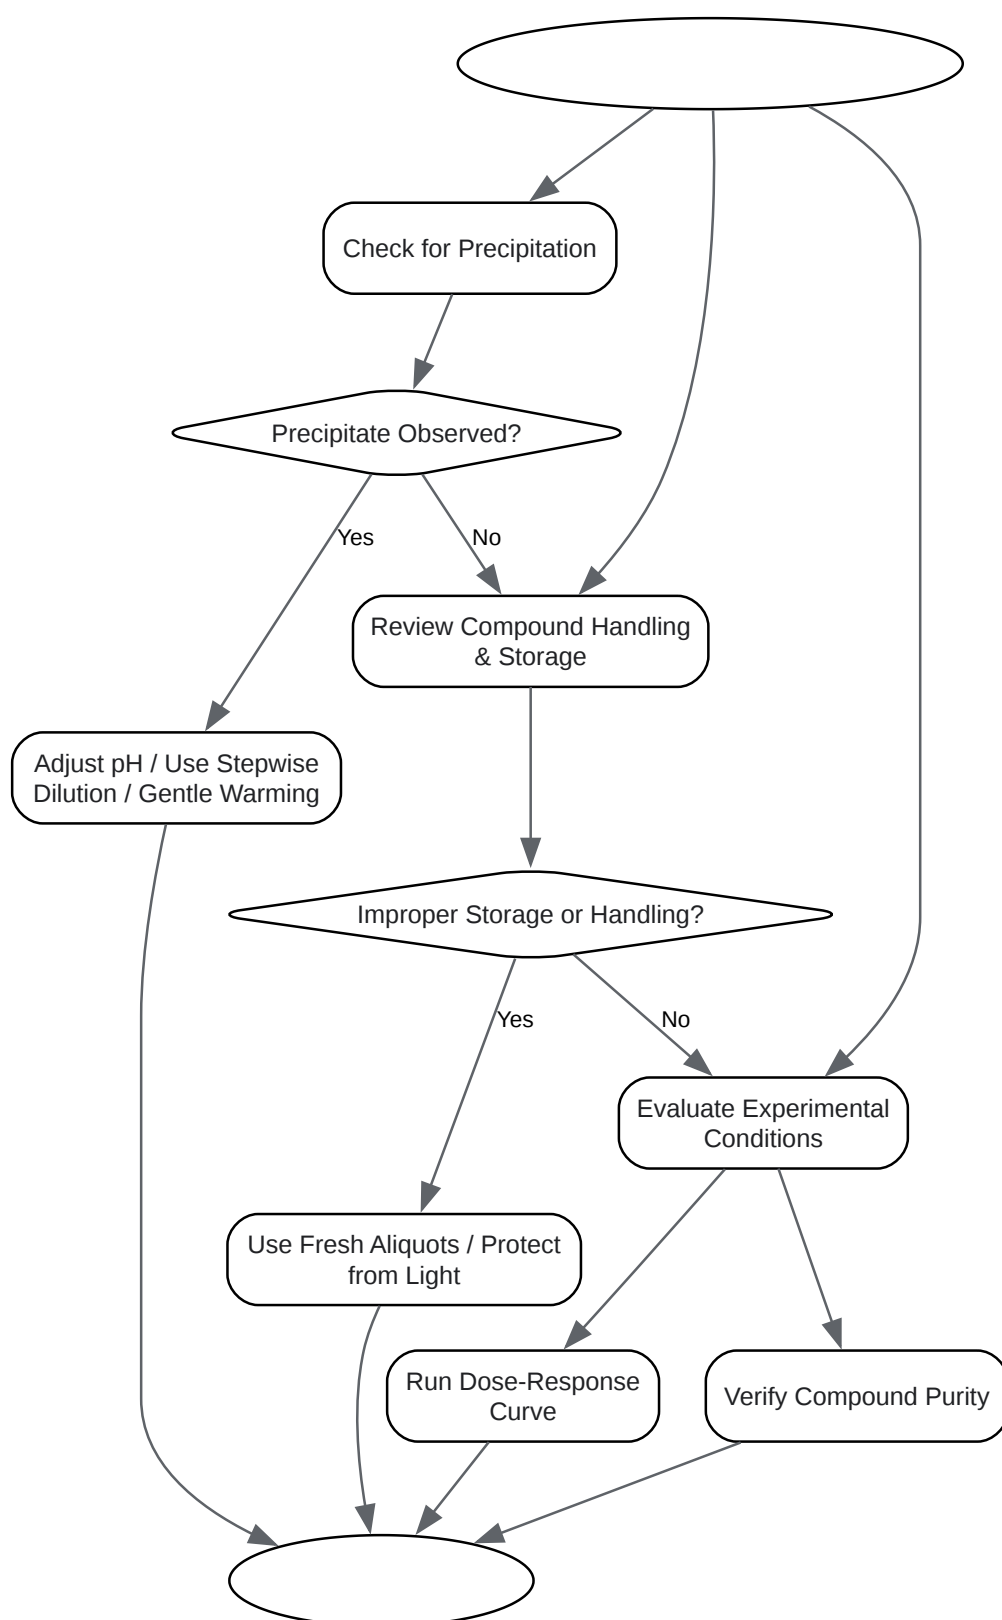 Check for Precipitation
Precipitate Observed?
Yes
No
Review Compound Handling
& Storage
Adjust pH / Use Stepwise
Dilution / Gentle Warming
Improper Storage or Handling?
Yes
No
Evaluate Experimental
Conditions
Use Fresh Aliquots / Protect
from Light
Run Dose-Response
Curve
Verify Compound Purity